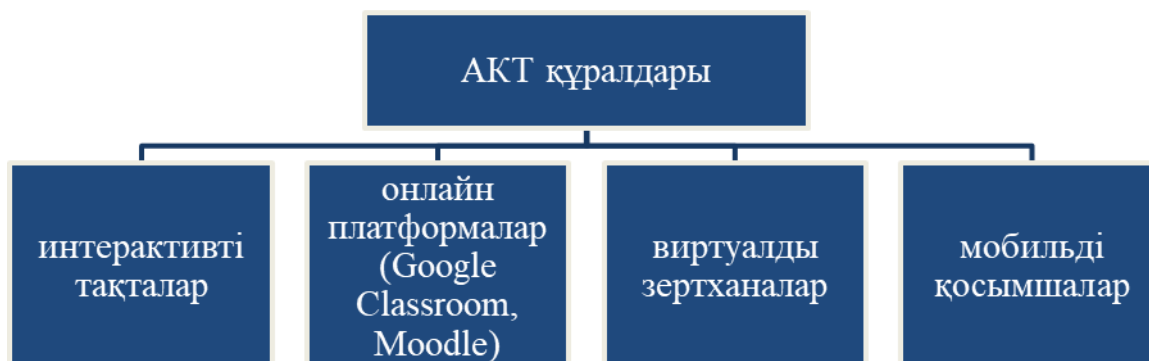 АКТ құралдары
интерактивті
тақталар
онлайн
платформалар
(Google
Classroom,
Moodle)
виртуалды
зертханалар
мобильді
қосымшалар